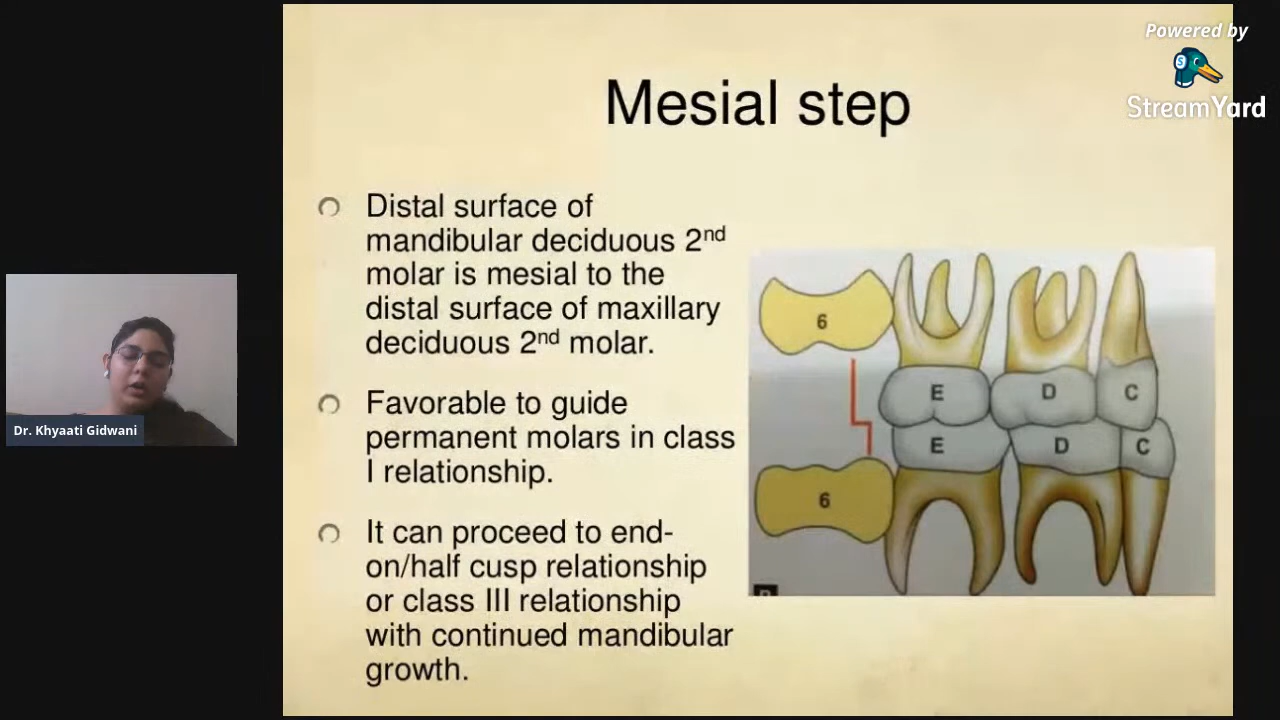 Powered by
StreamYard
Mesial step
Distal surface of
mandibular deciduous 2nd
molar is mesial to the
distal surface of maxillary
deciduous 2nd molar.
Favorable to guide
permanent molars in class
I relationship.
It can proceed to end-
on/half cusp relationship
or class III relationship
with continued mandibular
growth.
6
E D C
E D C
6
Dr. Khyaati Gidwani